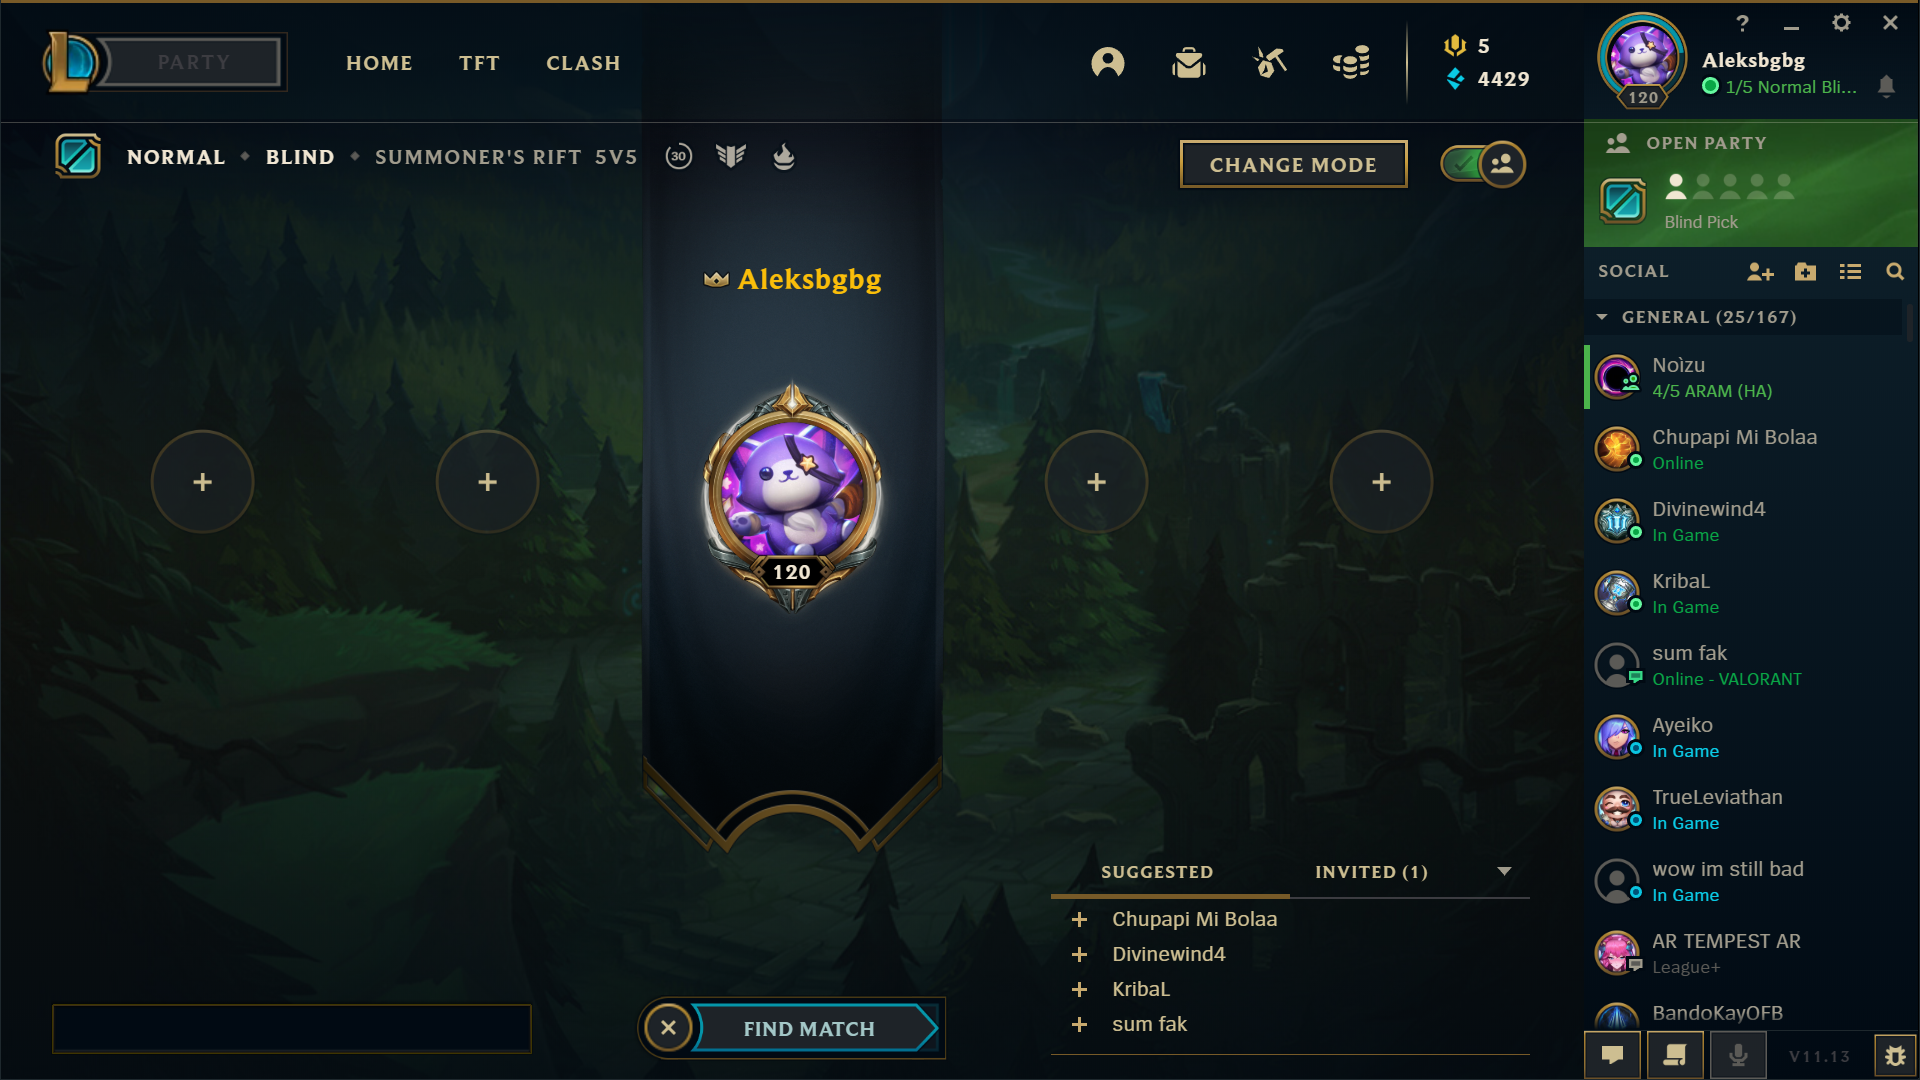 PARTY
HOME
TFT
CLASH
5
4429
?
Aleksbgbg
1/5 Normal Bli...
120
NORMAL ◆ BLIND ◆ SUMMONER'S RIFT 5V5
30
CHANGE MODE
OPEN PARTY
Blind Pick
Aleksbgbg
120
SOCIAL
GENERAL (25/167)
Noìzu
4/5 ARAM (HA)
Chupapi Mi Bolaa
Online
Divinewind4
In Game
KribaL
In Game
sum fak
Online - VALORANT
Ayeiko
In Game
TrueLeviathan
In Game
wow im still bad
In Game
AR TEMPEST AR
League+
BandoKayOFB
SUGGESTED
INVITED (1)
+ Chupapi Mi Bolaa
+ Divinewind4
+ KribaL
+ sum fak
FIND MATCH
V11.13